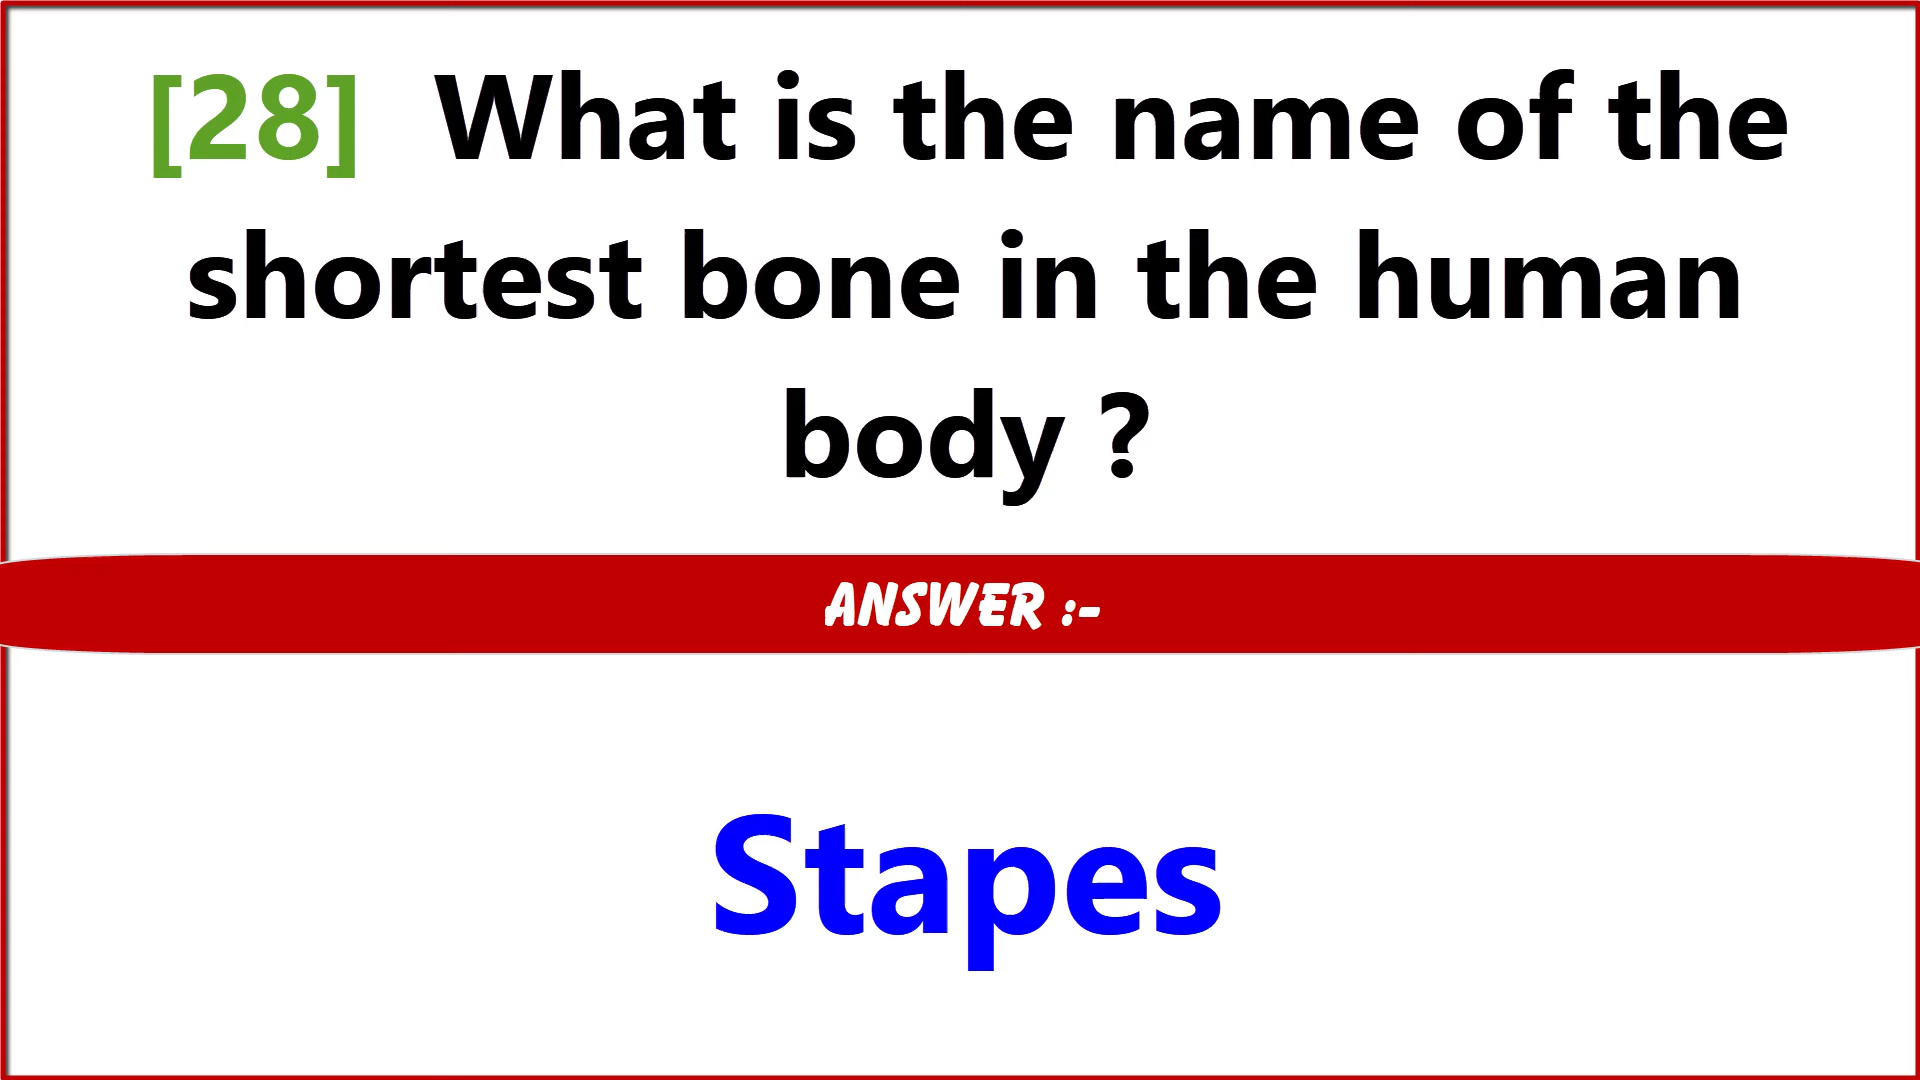 [28] What is the name of the
shortest bone in the human
body ?
ANSWER :-
Stapes